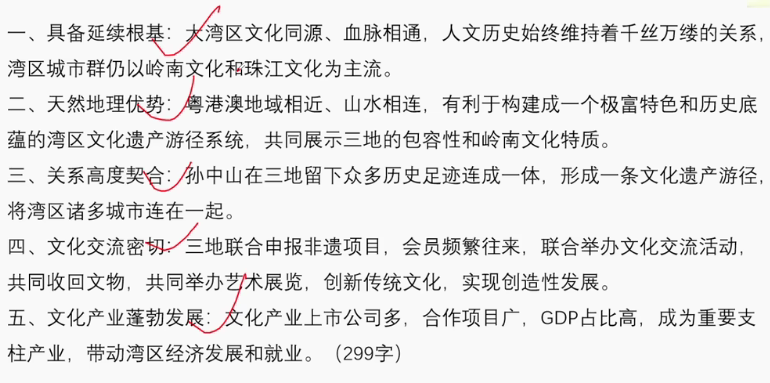 一、具备延续根基：大湾区文化同源、血脉相通，人文历史始终维持着千丝万缕的关系，
湾区城市群仍以岭南文化和珠江文化为主流。
二、天然地理优势：粤港澳地域相近、山水相连，有利于构建成一个极富特色和历史底
蕴的湾区文化遗产游径系统，共同展示三地的包容性和岭南文化特质。
三、关系高度契合：孙中山在三地留下众多历史足迹连成一体，形成一条文化遗产游径，
将湾区诸多城市连在一起。
四、文化交流密切：三地联合申报非遗项目，会员频繁往来，联合举办文化交流活动，
共同收回文物，共同举办艺术展览，创新传统文化，实现创造性发展。
五、文化产业蓬勃发展：文化产业上市公司多，合作项目广，GDP占比高，成为重要支
柱产业，带动湾区经济发展和就业。（299字）